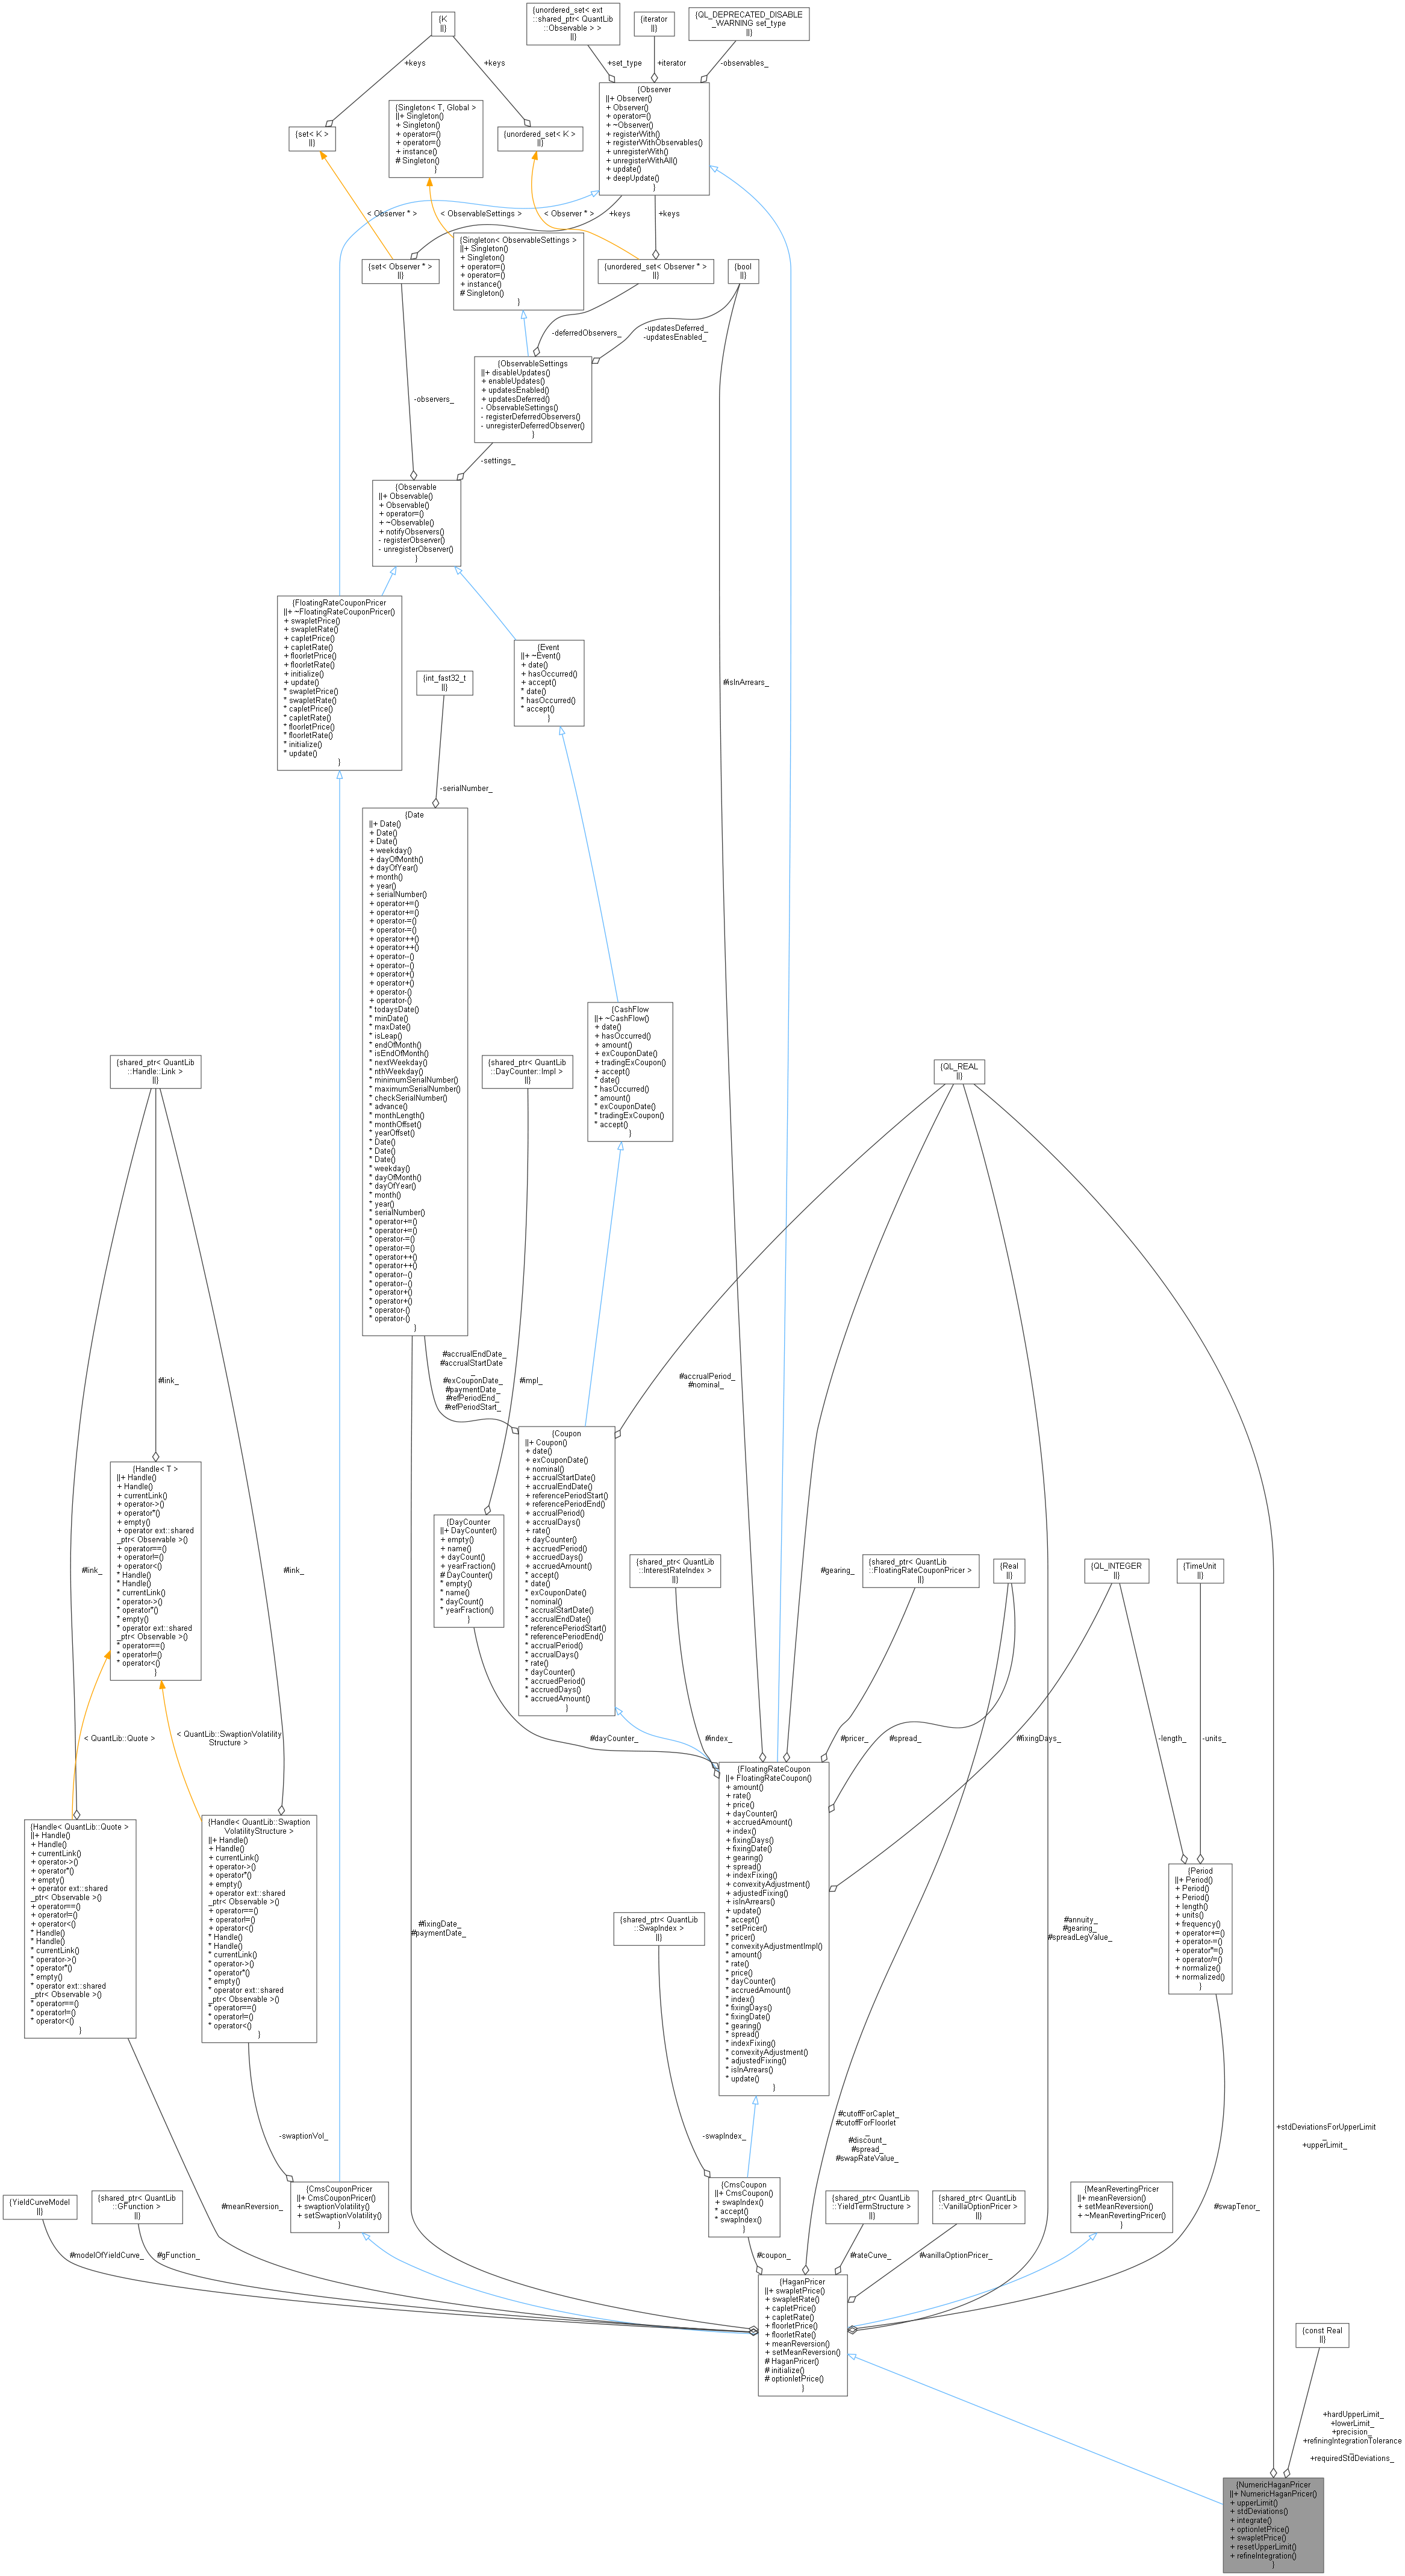 {K
||}
{unordered_set< ext
::shared_ptr< QuantLib
::Observable > >
||}
{iterator
||}
{QL_DEPRECATED_DISABLE
_WARNING set_type
||}
+keys
+keys
+set_type
+iterator
-observables_
{set< K >
||}
{Singleton< T, Global >
||+ Singleton()
+ Singleton()
+ operator=()
+ operator=()
+ instance()
# Singleton()
}
{unordered_set< K >
||}
{Observer
||+ Observer()
+ Observer()
+ operator=()
+ ~Observer()
+ registerWith()
+ registerWithObservables()
+ unregisterWith()
+ unregisterWithAll()
+ update()
+ deepUpdate()
}
< Observer * >
< ObservableSettings >
< Observer * >
+keys
+keys
{set< Observer * >
||}
{Singleton< ObservableSettings >
||+ Singleton()
+ Singleton()
+ operator=()
+ operator=()
+ instance()
# Singleton()
}
{unordered_set< Observer * >
||}
{bool
||}
-deferredObservers_
-updatesDeferred_
-updatesEnabled_
{ObservableSettings
||+ disableUpdates()
+ enableUpdates()
+ updatesEnabled()
+ updatesDeferred()
- ObservableSettings()
- registerDeferredObservers()
- unregisterDeferredObserver()
}
-observers_
-settings_
{Observable
||+ Observable()
+ Observable()
+ operator=()
+ ~Observable()
+ notifyObservers()
- registerObserver()
- unregisterObserver()
}
{FloatingRateCouponPricer
||+ ~FloatingRateCouponPricer()
+ swapletPrice()
+ swapletRate()
+ capletPrice()
+ capletRate()
+ floorletPrice()
+ floorletRate()
+ initialize()
+ update()
* swapletPrice()
* swapletRate()
* capletPrice()
* capletRate()
* floorletPrice()
* floorletRate()
* initialize()
* update()
}
{Event
||+ ~Event()
+ date()
+ hasOccurred()
+ accept()
* date()
* hasOccurred()
* accept()
}
{int_fast32_t
||}
#isInArrears_
-serialNumber_
{Date
||+ Date()
+ Date()
+ Date()
+ weekday()
+ dayOfMonth()
+ dayOfYear()
+ month()
+ year()
+ serialNumber()
+ operator+=()
+ operator+=()
+ operator-=()
+ operator-=()
+ operator++()
+ operator++()
+ operator--()
+ operator--()
+ operator+()
+ operator+()
+ operator-()
+ operator-()
* todaysDate()
* minDate()
* maxDate()
* isLeap()
* endOfMonth()
* isEndOfMonth()
* nextWeekday()
* nthWeekday()
* minimumSerialNumber()
* maximumSerialNumber()
* checkSerialNumber()
* advance()
* monthLength()
* monthOffset()
* yearOffset()
* Date()
* Date()
* Date()
* weekday()
* dayOfMonth()
* dayOfYear()
* month()
* year()
* serialNumber()
* operator+=()
* operator+=()
* operator-=()
* operator-=()
* operator++()
* operator++()
* operator--()
* operator--()
* operator+()
* operator+()
* operator-()
* operator-()
}
{CashFlow
||+ ~CashFlow()
+ date()
+ hasOccurred()
+ amount()
+ exCouponDate()
+ tradingExCoupon()
+ accept()
* date()
* hasOccurred()
* amount()
* exCouponDate()
* tradingExCoupon()
* accept()
}
{shared_ptr< QuantLib
::Handle::Link >
||}
{shared_ptr< QuantLib
::DayCounter::Impl >
||}
{QL_REAL
||}
#link_
#accrualEndDate_
#accrualStartDate
_
#exCouponDate_
#paymentDate_
#refPeriodEnd_
#refPeriodStart_
#impl_
#accrualPeriod_
#nominal_
{Handle< T >
||+ Handle()
+ Handle()
+ currentLink()
+ operator->()
+ operator*()
+ empty()
+ operator ext::shared
_ptr< Observable >()
+ operator==()
+ operator!=()
+ operator<()
* Handle()
* Handle()
* currentLink()
* operator->()
* operator*()
* empty()
* operator ext::shared
_ptr< Observable >()
* operator==()
* operator!=()
* operator<()
}
{DayCounter
||+ DayCounter()
+ empty()
+ name()
+ dayCount()
+ yearFraction()
# DayCounter()
* empty()
* name()
* dayCount()
* yearFraction()
}
{Coupon
||+ Coupon()
+ date()
+ exCouponDate()
+ nominal()
+ accrualStartDate()
+ accrualEndDate()
+ referencePeriodStart()
+ referencePeriodEnd()
+ accrualPeriod()
+ accrualDays()
+ rate()
+ dayCounter()
+ accruedPeriod()
+ accruedDays()
+ accruedAmount()
* accept()
* date()
* exCouponDate()
* nominal()
* accrualStartDate()
* accrualEndDate()
* referencePeriodStart()
* referencePeriodEnd()
* accrualPeriod()
* accrualDays()
* rate()
* dayCounter()
* accruedPeriod()
* accruedDays()
* accruedAmount()
}
{shared_ptr< QuantLib
::InterestRateIndex >
||}
{shared_ptr< QuantLib
::FloatingRateCouponPricer >
||}
{Real
||}
{QL_INTEGER
||}
{TimeUnit
||}
#link_
#link_
#gearing_
< QuantLib::Quote >
< QuantLib::SwaptionVolatility
Structure >
#dayCounter_
#index_
#pricer_
#spread_
#fixingDays_
-length_
-units_
{FloatingRateCoupon
||+ FloatingRateCoupon()
+ amount()
+ rate()
+ price()
+ dayCounter()
+ accruedAmount()
+ index()
+ fixingDays()
+ fixingDate()
+ gearing()
+ spread()
+ indexFixing()
+ convexityAdjustment()
+ adjustedFixing()
+ isInArrears()
+ update()
* accept()
* setPricer()
* pricer()
* convexityAdjustmentImpl()
* amount()
* rate()
* price()
* dayCounter()
* accruedAmount()
* index()
* fixingDays()
* fixingDate()
* gearing()
* spread()
* indexFixing()
* convexityAdjustment()
* adjustedFixing()
* isInArrears()
* update()
}
{Handle< QuantLib::Quote >
||+ Handle()
+ Handle()
+ currentLink()
+ operator->()
+ operator*()
+ empty()
+ operator ext::shared
_ptr< Observable >()
+ operator==()
+ operator!=()
+ operator<()
* Handle()
* Handle()
* currentLink()
* operator->()
* operator*()
* empty()
* operator ext::shared
_ptr< Observable >()
* operator==()
* operator!=()
* operator<()
}
{Handle< QuantLib::Swaption
VolatilityStructure >
||+ Handle()
+ Handle()
+ currentLink()
+ operator->()
+ operator*()
+ empty()
+ operator ext::shared
_ptr< Observable >()
+ operator==()
+ operator!=()
+ operator<()
* Handle()
* Handle()
* currentLink()
* operator->()
* operator*()
* empty()
* operator ext::shared
_ptr< Observable >()
* operator==()
* operator!=()
* operator<()
}
{Period
||+ Period()
+ Period()
+ Period()
+ length()
+ units()
+ frequency()
+ operator+=()
+ operator-=()
+ operator*=()
+ operator/=()
+ normalize()
+ normalized()
}
{shared_ptr< QuantLib
::SwapIndex >
||}
#fixingDate_
#paymentDate_
#annuity_
#gearing_
#spreadLegValue_
-swaptionVol_
-swapIndex_
#cutoffForCaplet_
#cutoffForFloorlet
_
#discount_
#spread_
#swapRateValue_
+stdDeviationsForUpperLimit
_
+upperLimit_
{YieldCurveModel
||}
{shared_ptr< QuantLib
::GFunction >
||}
#meanReversion_
{CmsCouponPricer
||+ CmsCouponPricer()
+ swaptionVolatility()
+ setSwaptionVolatility()
}
{CmsCoupon
||+ CmsCoupon()
+ swapIndex()
* accept()
* swapIndex()
}
{shared_ptr< QuantLib
::YieldTermStructure >
||}
{shared_ptr< QuantLib
::VanillaOptionPricer >
||}
{MeanRevertingPricer
||+ meanReversion()
+ setMeanReversion()
+ ~MeanRevertingPricer()
}
#swapTenor_
#modelOfYieldCurve_
#gFunction_
#coupon_
#rateCurve_
#vanillaOptionPricer_
{HaganPricer
||+ swapletPrice()
+ swapletRate()
+ capletPrice()
+ capletRate()
+ floorletPrice()
+ floorletRate()
+ meanReversion()
+ setMeanReversion()
# HaganPricer()
# initialize()
# optionletPrice()
}
{const Real
||}
+hardUpperLimit_
+lowerLimit_
+precision_
+refiningIntegrationTolerance
_
+requiredStdDeviations_
{NumericHaganPricer
||+ NumericHaganPricer()
+ upperLimit()
+ stdDeviations()
+ integrate()
+ optionletPrice()
+ swapletPrice()
+ resetUpperLimit()
+ refineIntegration()
}